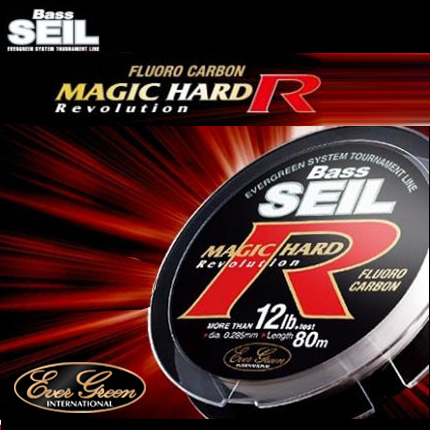 Bass
SEIL
EVERGREEN SYSTEM TOURNAMENT LINE
FLUORO CARBON
MAGIC HARD R
Revolution
EVERGREEN SYSTEM TOURNAMENT LINE
Bass
SEIL
MAGIC HARD
Revolution
R
FLUORO
CARBON
MORE THAN 12lb.test
• dia. 0.285mm • Length 80m
Ever Green
INTERNATIONAL
Ever Green
INTERNATIONAL